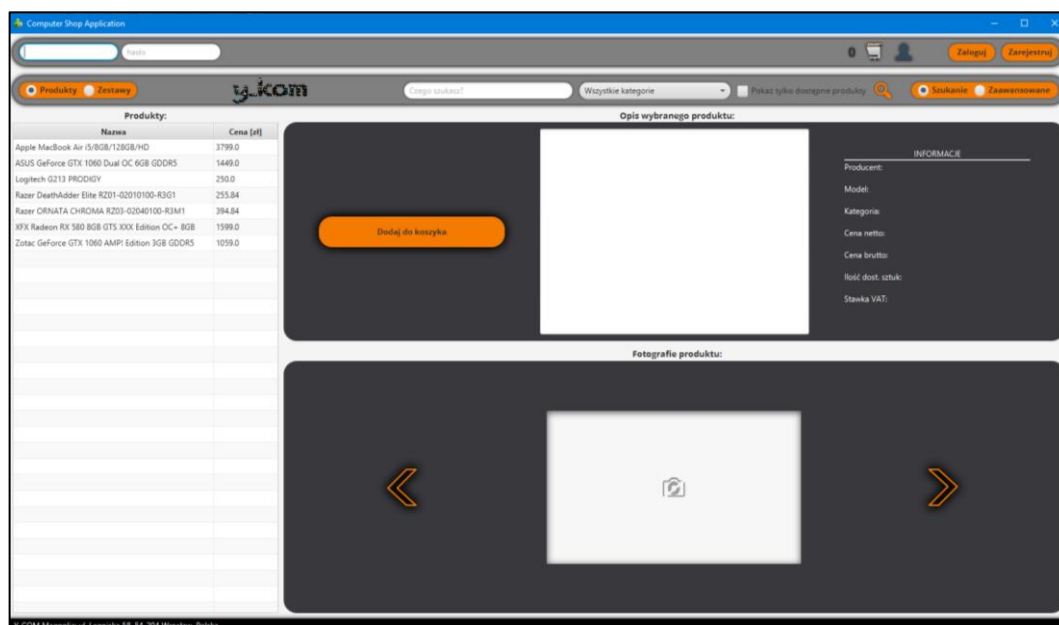 Computer Shop Application
hasło
0
Zaloguj
Zarejestruj
Produkty
Zestawy
y_kom
Czego szukasz?
Wszystkie kategorie
Pokaż tylko dostępne produkty
Szukanie
Zaawansowane
Produkty:
Nazwa Cena [zł]
Apple MacBook Air i5/8GB/128GB/HD 3799.0
ASUS GeForce GTX 1060 Dual OC 6GB GDDR5 1449.0
Logitech G213 PRODIGY 250.0
Razer DeathAdder Elite RZ01-02010100-R3G1 255.84
Razer ORNATA CHROMA RZ03-02040100-R3M1 394.84
XFX Radeon RX 580 8GB GTS XXX Edition OC+ 8GB 1599.0
Zotac GeForce GTX 1060 AMP! Edition 3GB GDDR5 1059.0
Opis wybranego produktu:
Dodaj do koszyka
INFORMACJE
Producent:
Model:
Kategoria:
Cena netto:
Cena brutto:
Ilość dost. sztuk:
Stawka VAT:
Fotografie produktu: